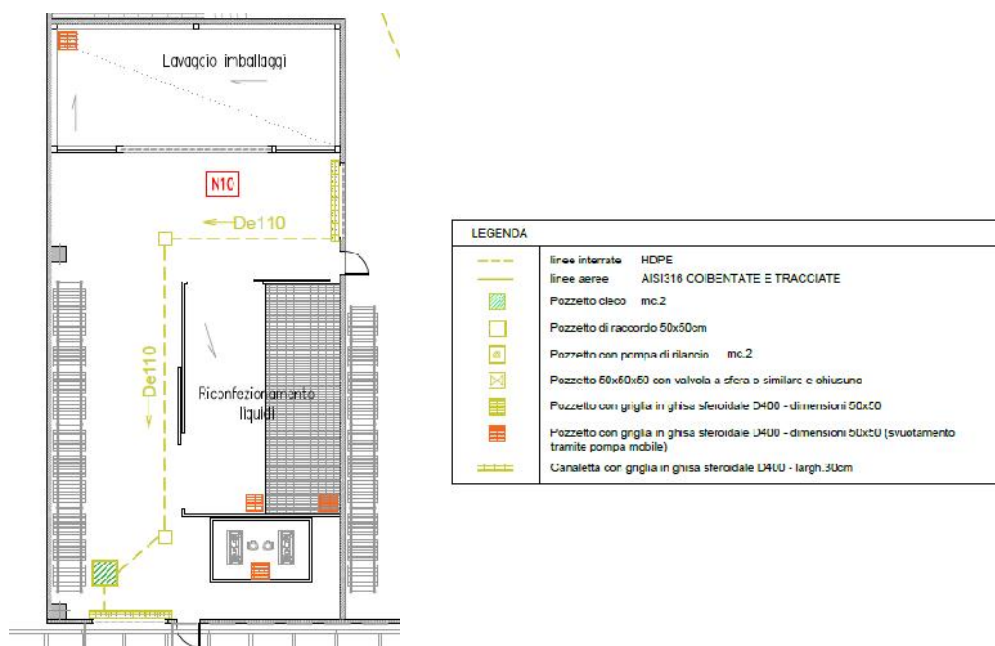 Lavaggio imballaggi
N10
De110
De110
Riconfezionamento
liquidi
LEGENDA
linee interrate HDPE
linee aeree AISI316 COIBENTATE E TRACCIATE
Pozzetto cieco mc.2
Pozzetto di raccordo 50x50cm
Pozzetto con pompa di rilancio mc.2
Pozzetto 50x50x50 con valvola a sfera o similare e chiusino
Pozzetto con griglia in ghisa sferoidale D400 - dimensioni 50x50
Pozzetto con griglia in ghisa sferoidale D400 - dimensioni 50x50 (svuotamento
tramite pompa mobile)
Canaletta con griglia in ghisa sferoidale D400 - largh.30cm